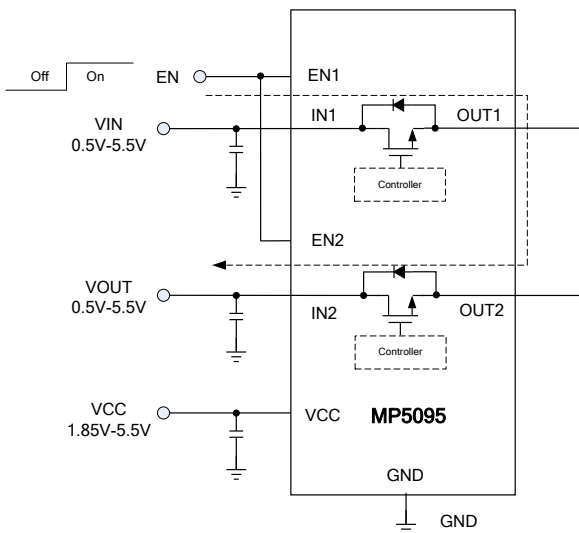 Off On EN EN1
VIN IN1 OUT1
0.5V-5.5V
Controller
EN2
VOUT
0.5V-5.5V IN2 OUT2
Controller
VCC VCC MP5095
1.85V-5.5V
GND
GND